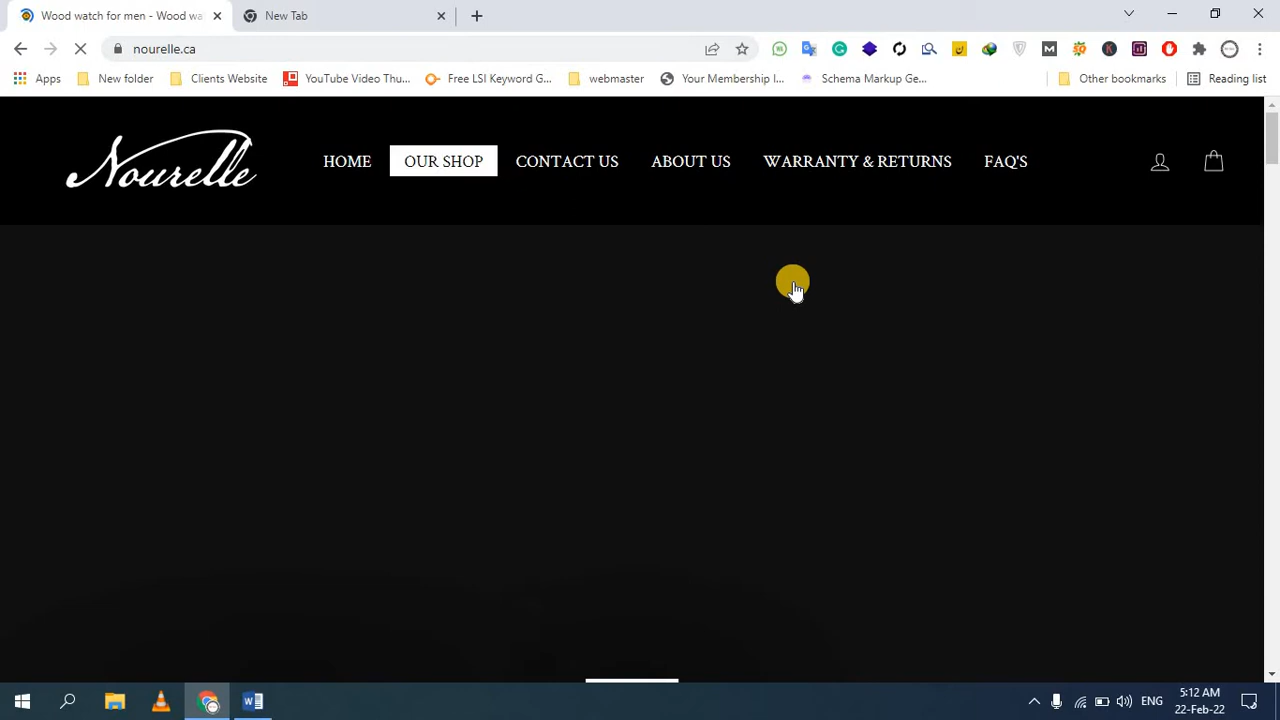 Wood watch for men - Wood wa
New Tab
nourelle.ca
Apps New folder Clients Website YouTube Video Thu... Free LSI Keyword G... webmaster Your Membership I... Schema Markup Ge... Other bookmarks Reading list
Nourelle
HOME OUR SHOP CONTACT US ABOUT US WARRANTY & RETURNS FAQ'S
ENG
5:12 AM
22-Feb-22